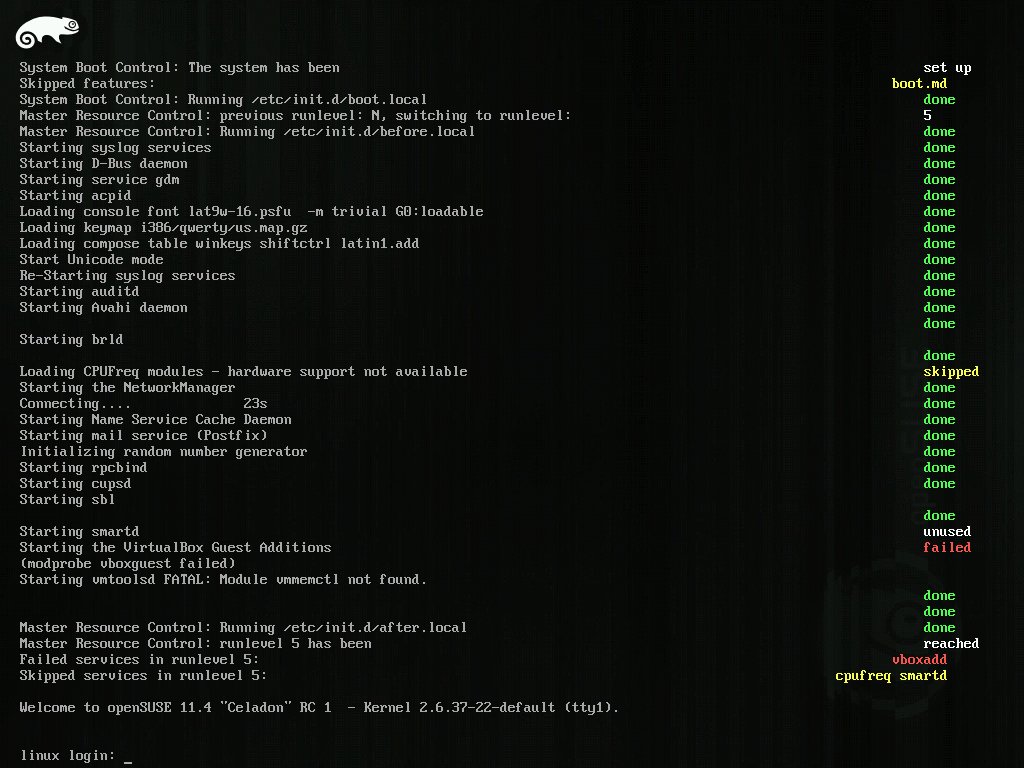 System Boot Control: The system has been set up
Skipped features: boot.md
System Boot Control: Running /etc/init.d/boot.local done
Master Resource Control: previous runlevel: N, switching to runlevel: 5
Master Resource Control: Running /etc/init.d/before.local done
Starting syslog services done
Starting D-Bus daemon done
Starting service gdm done
Starting acpid done
Loading console font lat9w-16.psfu  -m trivial G0:loadable done
Loading keymap i386/qwerty/us.map.gz done
Loading compose table winkeys shiftctrl latin1.add done
Start Unicode mode done
Re-Starting syslog services done
Starting auditd done
Starting Avahi daemon done
done
Starting brld
done
Loading CPUFreq modules - hardware support not available skipped
Starting the NetworkManager done
Connecting.... 23s done
Starting Name Service Cache Daemon done
Starting mail service (Postfix) done
Initializing random number generator done
Starting rpcbind done
Starting cupsd done
Starting sbl
done
Starting smartd unused
Starting the VirtualBox Guest Additions failed
(modprobe vboxguest failed)
Starting vmtoolsd FATAL: Module vmmemctl not found.
done
done
Master Resource Control: Running /etc/init.d/after.local done
Master Resource Control: runlevel 5 has been reached
Failed services in runlevel 5: vboxadd
Skipped services in runlevel 5: cpufreq smartd
Welcome to openSUSE 11.4 "Celadon" RC 1  - Kernel 2.6.37-22-default (tty1).
linux login: _